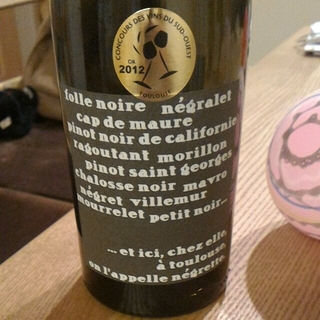 CONCOURS DES VINS DU SUD-OUEST
OR
2012
TOULOUSE
folle noire négralet
cap de maure
pinot noir de californie
ragoutant morillon
pinot saint georges
chalosse noir mavro
négret villemur
mourrelet petit noir...
... et ici, chez elle,
à toulouse,
on l'appelle négrette.